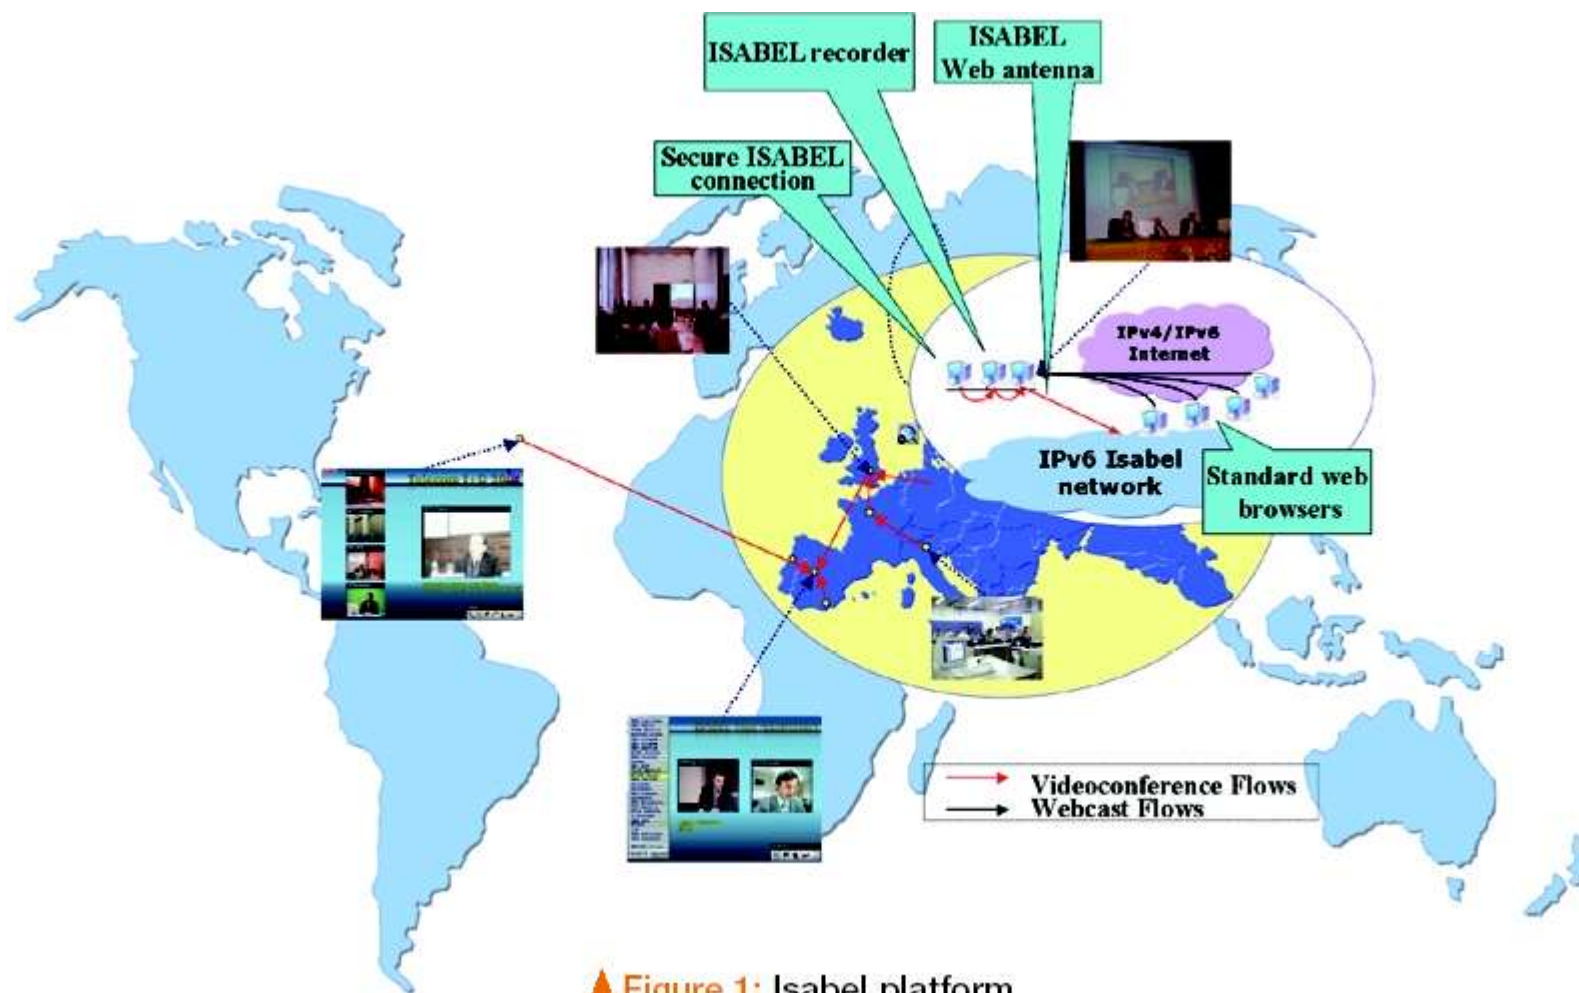 ISABEL recorder
ISABEL
Web antenna
Secure ISABEL
connection
IPv4/IPv6
Internet
IPv6 Isabel
network
Standard web
browsers
Videoconference Flows
Webcast Flows
Figure 1: Isabel platform